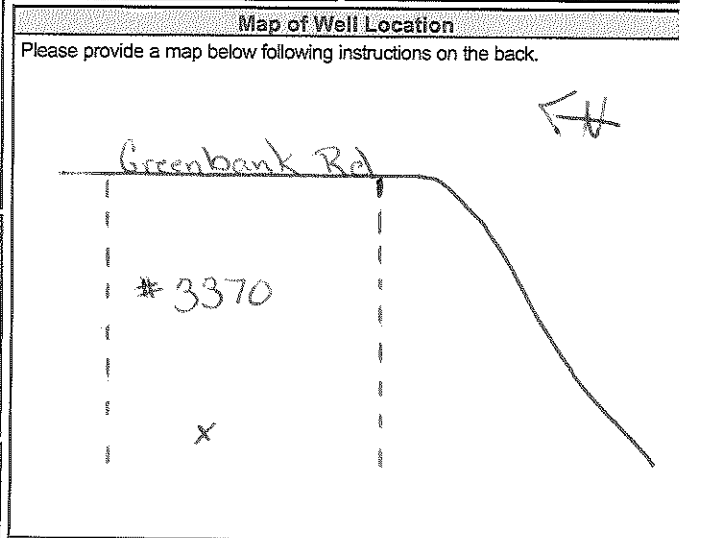 Map of Well Location
Please provide a map below following instructions on the back.
N
Greenbank Rd
# 3370
x